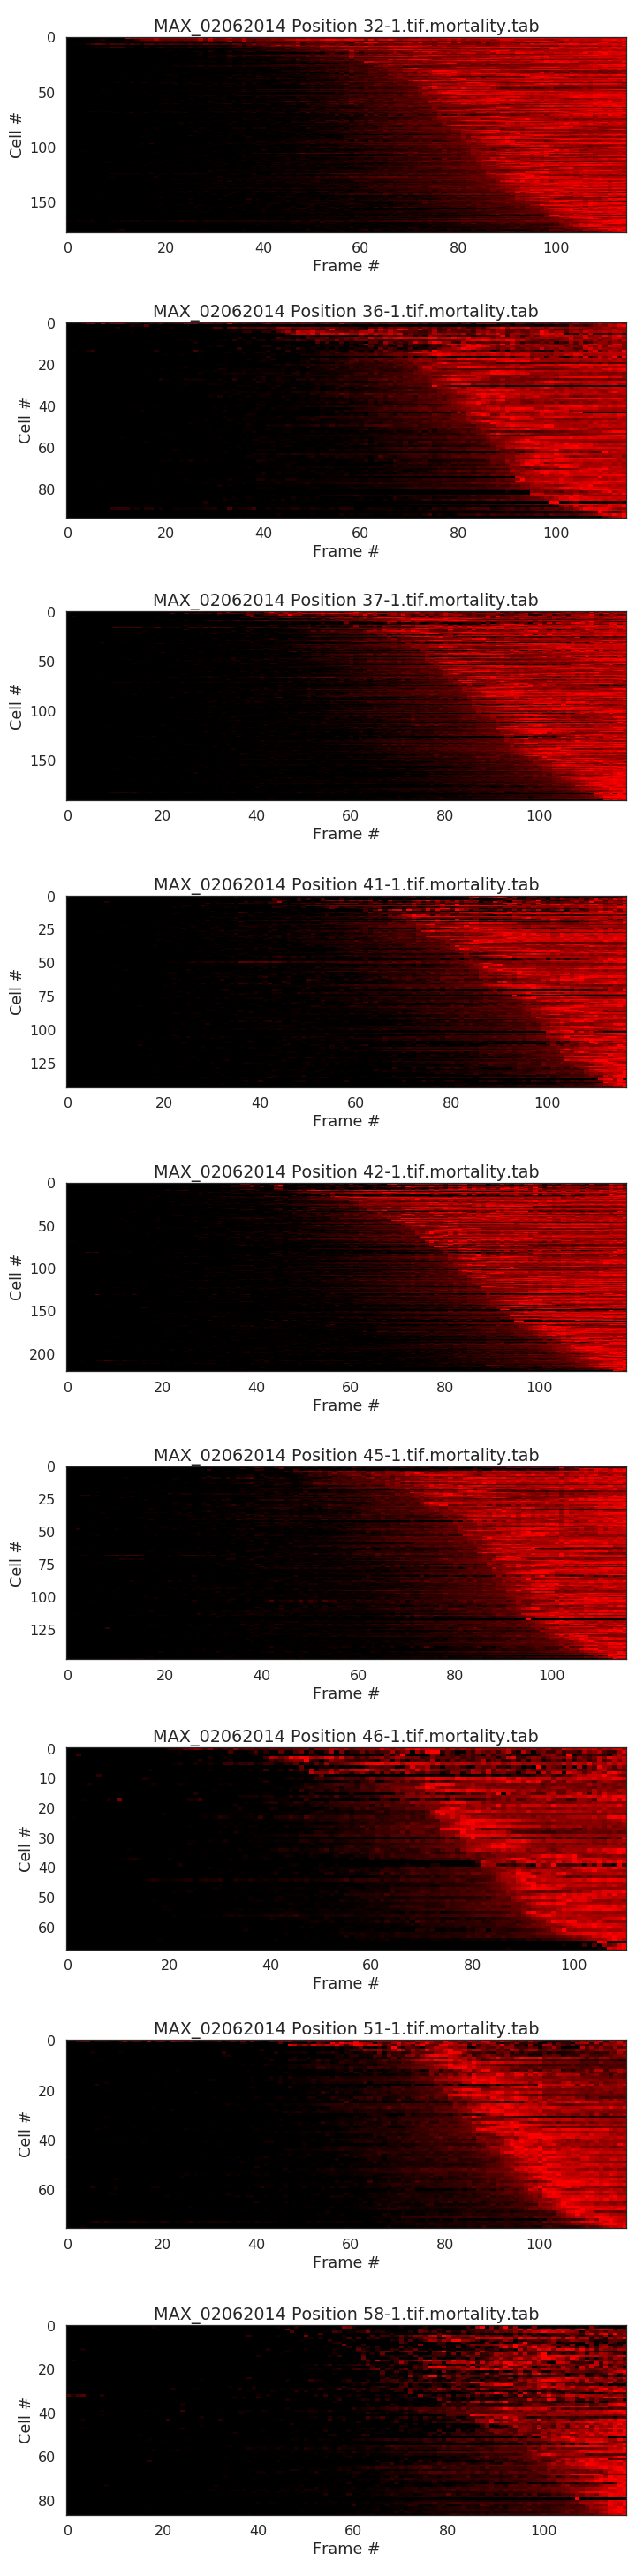 MAX_02062014 Position 32-1.tif.mortality.tab
0
50
100
150
Cell #
0 20 40 60 80 100
Frame #
MAX_02062014 Position 36-1.tif.mortality.tab
0
20
40
60
80
Cell #
0 20 40 60 80 100
Frame #
MAX_02062014 Position 37-1.tif.mortality.tab
0
50
100
150
Cell #
0 20 40 60 80 100
Frame #
MAX_02062014 Position 41-1.tif.mortality.tab
0
25
50
75
100
125
Cell #
0 20 40 60 80 100
Frame #
MAX_02062014 Position 42-1.tif.mortality.tab
0
50
100
150
200
Cell #
0 20 40 60 80 100
Frame #
MAX_02062014 Position 45-1.tif.mortality.tab
0
25
50
75
100
125
Cell #
0 20 40 60 80 100
Frame #
MAX_02062014 Position 46-1.tif.mortality.tab
0
10
20
30
40
50
60
Cell #
0 20 40 60 80 100
Frame #
MAX_02062014 Position 51-1.tif.mortality.tab
0
20
40
60
Cell #
0 20 40 60 80 100
Frame #
MAX_02062014 Position 58-1.tif.mortality.tab
0
20
40
60
80
Cell #
0 20 40 60 80 100
Frame #